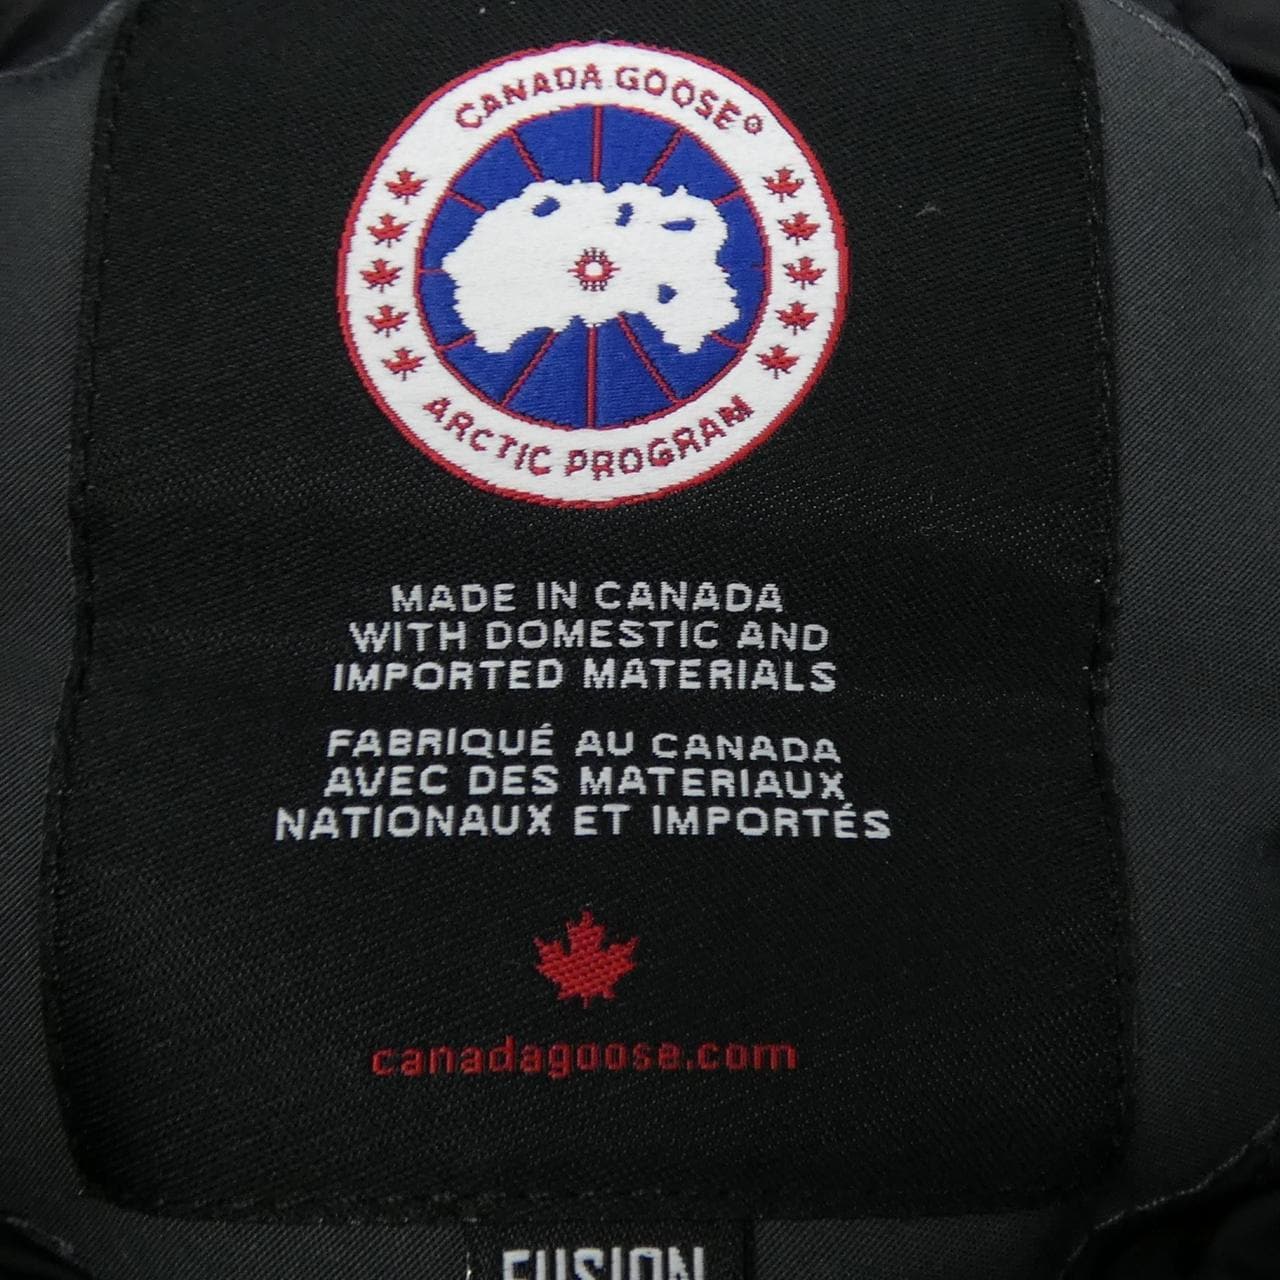 CANADA GOOSE®
ARCTIC PROGRAM
MADE IN CANADA
WITH DOMESTIC AND
IMPORTED MATERIALS
FABRIQUÉ AU CANADA
AVEC DES MATERIAUX
NATIONAUX ET IMPORTÉS
canadagoose.com
FUSION